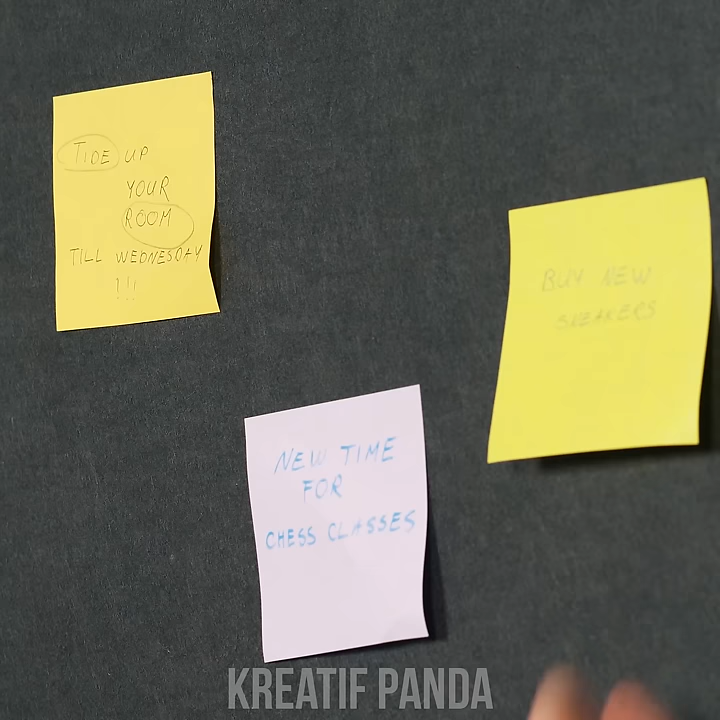 TIDE UP
YOUR
ROOM
TILL WEDNESDAY
!!!
BUY NEW
SNEAKERS
NEW TIME
FOR
CHESS CLASSES
KREATIF PANDA